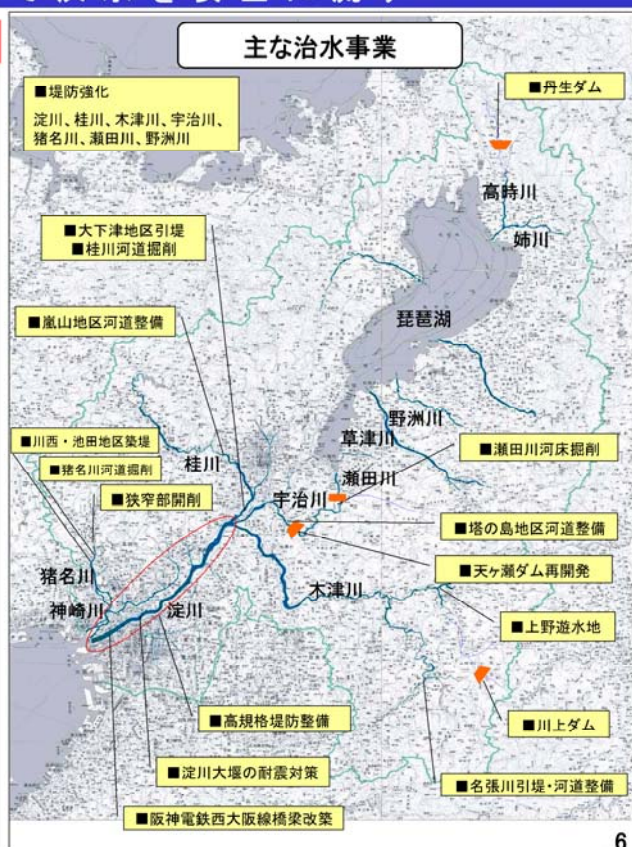 主な治水事業
■堤防強化
淀川、桂川、木津川、宇治川、
猪名川、瀬田川、野洲川
■丹生ダム
高時川
姉川
■大下津地区引堤
■桂川河道掘削
琵琶湖
■嵐山地区河道整備
野洲川
草津川
■川西・池田地区築堤
■瀬田川河床掘削
■猪名川河道掘削
桂川
瀬田川
■狭窄部開削
宇治川
■塔の島地区河道整備
■天ヶ瀬ダム再開発
猪名川
木津川
神崎川
淀川
■上野遊水地
■高規格堤防整備
■川上ダム
■淀川大堰の耐震対策
■名張川引堤・河道整備
■阪神電鉄西大阪線橋梁改築
6